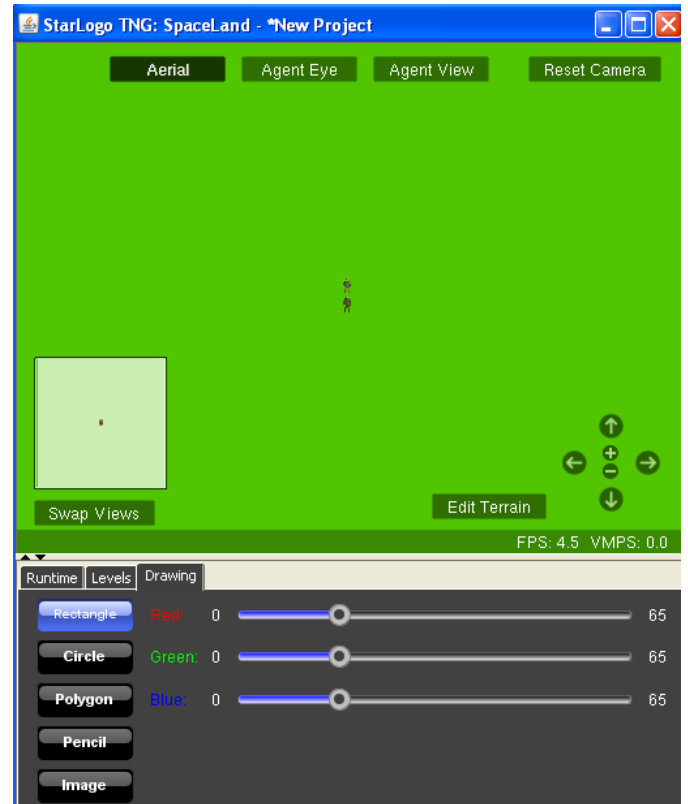 StarLogo TNG: SpaceLand - *New Project
Aerial Agent Eye Agent View Reset Camera
Swap Views Edit Terrain
FPS: 4.5 VMPS: 0.0
Runtime Levels Drawing
Rectangle Red: 0 65
Circle Green: 0 65
Polygon Blue: 0 65
Pencil
Image